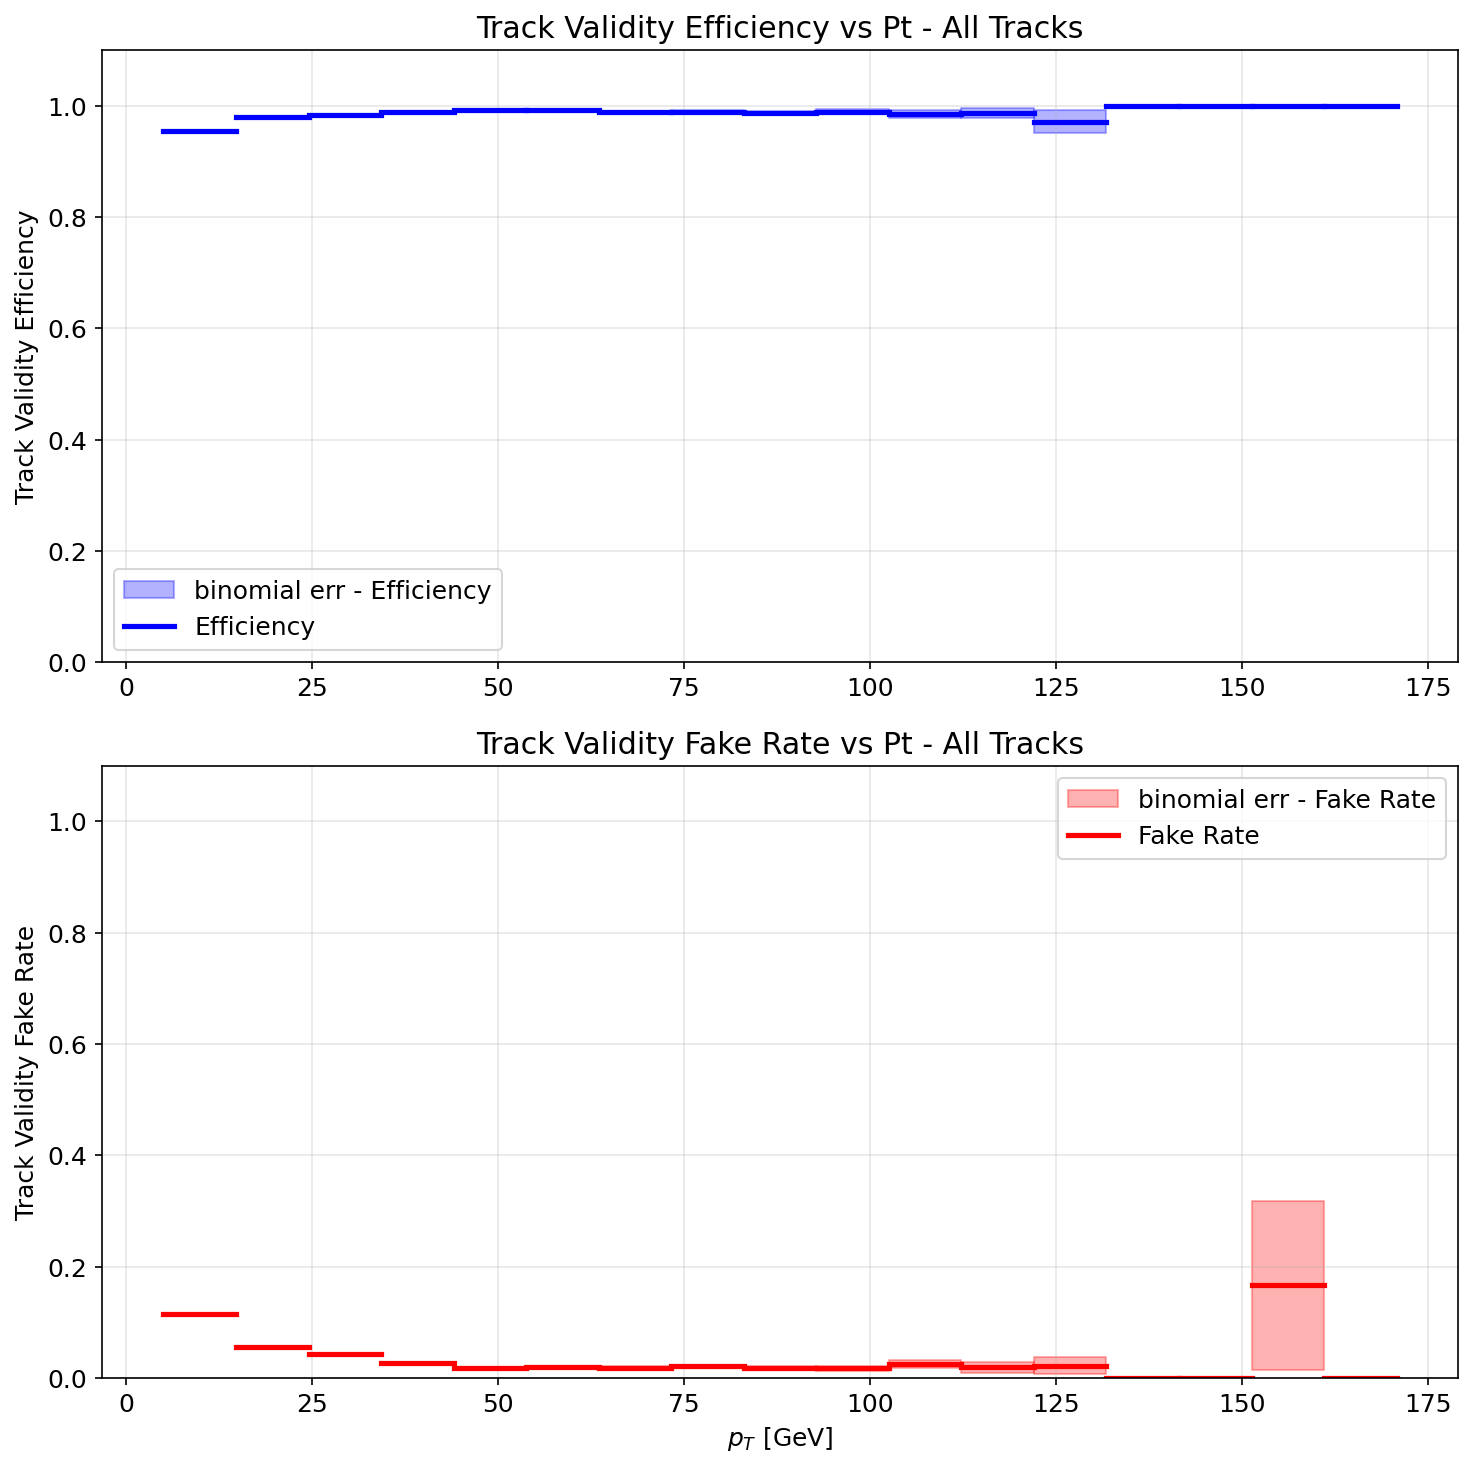 Track Validity Efficiency vs Pt - All Tracks
Track Validity Efficiency
1.0
0.8
0.6
0.4
0.2
0.0
binomial err - Efficiency
Efficiency
0 25 50 75 100 125 150 175
Track Validity Fake Rate vs Pt - All Tracks
Track Validity Fake Rate
1.0
0.8
0.6
0.4
0.2
0.0
binomial err - Fake Rate
Fake Rate
0 25 50 75 100 125 150 175
p_T [GeV]